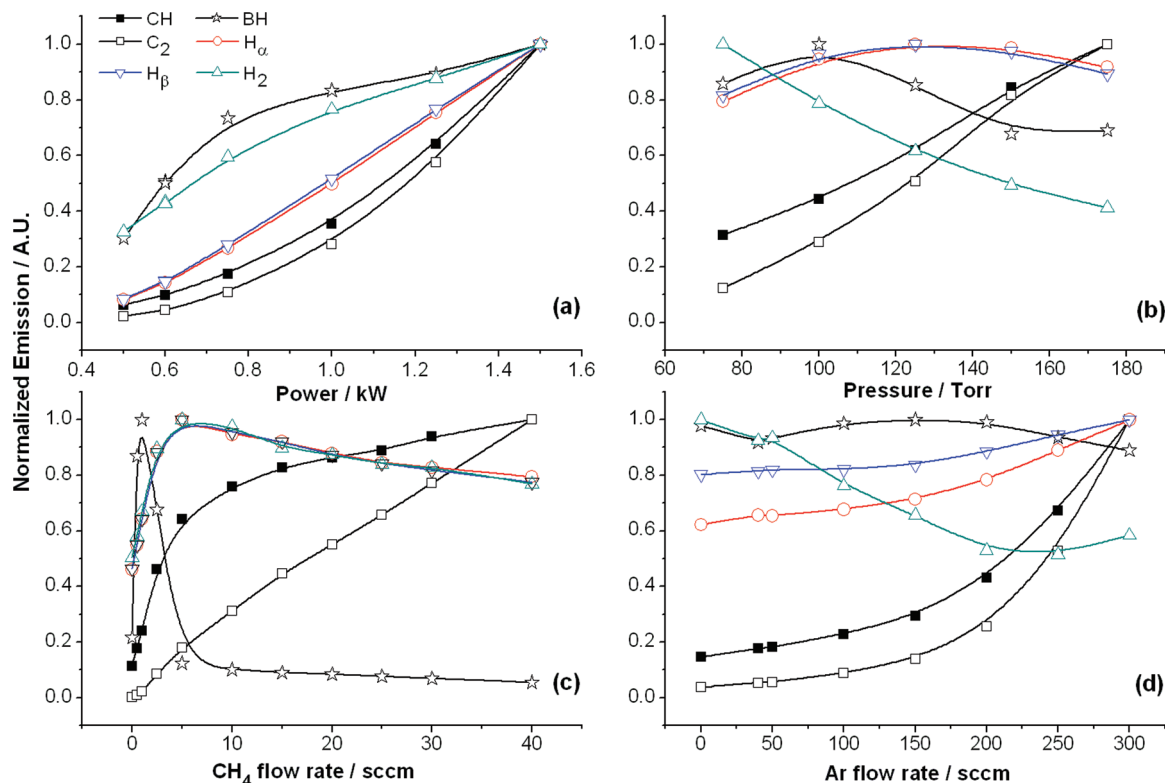 CH BH
C2 Hα
Hβ H2
Normalized Emission / A.U.
1.0
0.8
0.6
0.4
0.2
0.0
(a)
0.4 0.6 0.8 1.0 1.2 1.4 1.6
Power / kW
1.0
0.8
0.6
0.4
0.2
0.0
(b)
60 80 100 120 140 160 180
Pressure / Torr
1.0
0.8
0.6
0.4
0.2
0.0
(c)
0 10 20 30 40
CH4 flow rate / sccm
1.0
0.8
0.6
0.4
0.2
0.0
(d)
0 50 100 150 200 250 300
Ar flow rate / sccm